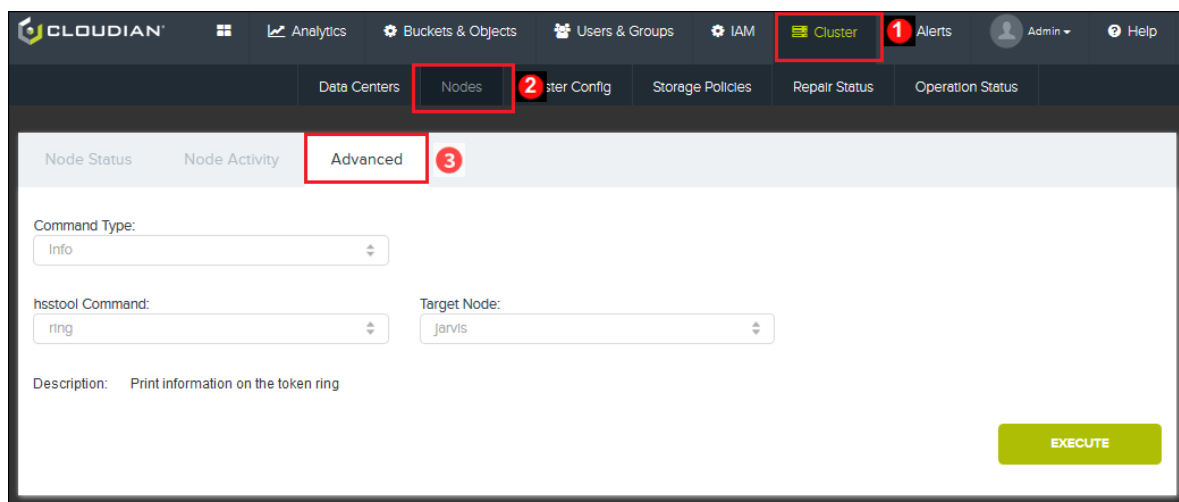 CLOUDIAN Analytics Buckets & Objects Users & Groups IAM Cluster 1 Alerts Admin Help
Data Centers Nodes 2 ster Config Storage Policies Repair Status Operation Status
Node Status Node Activity Advanced 3
Command Type:
Info
hsstool Command: Target Node:
ring jarvis
Description: Print information on the token ring
EXECUTE